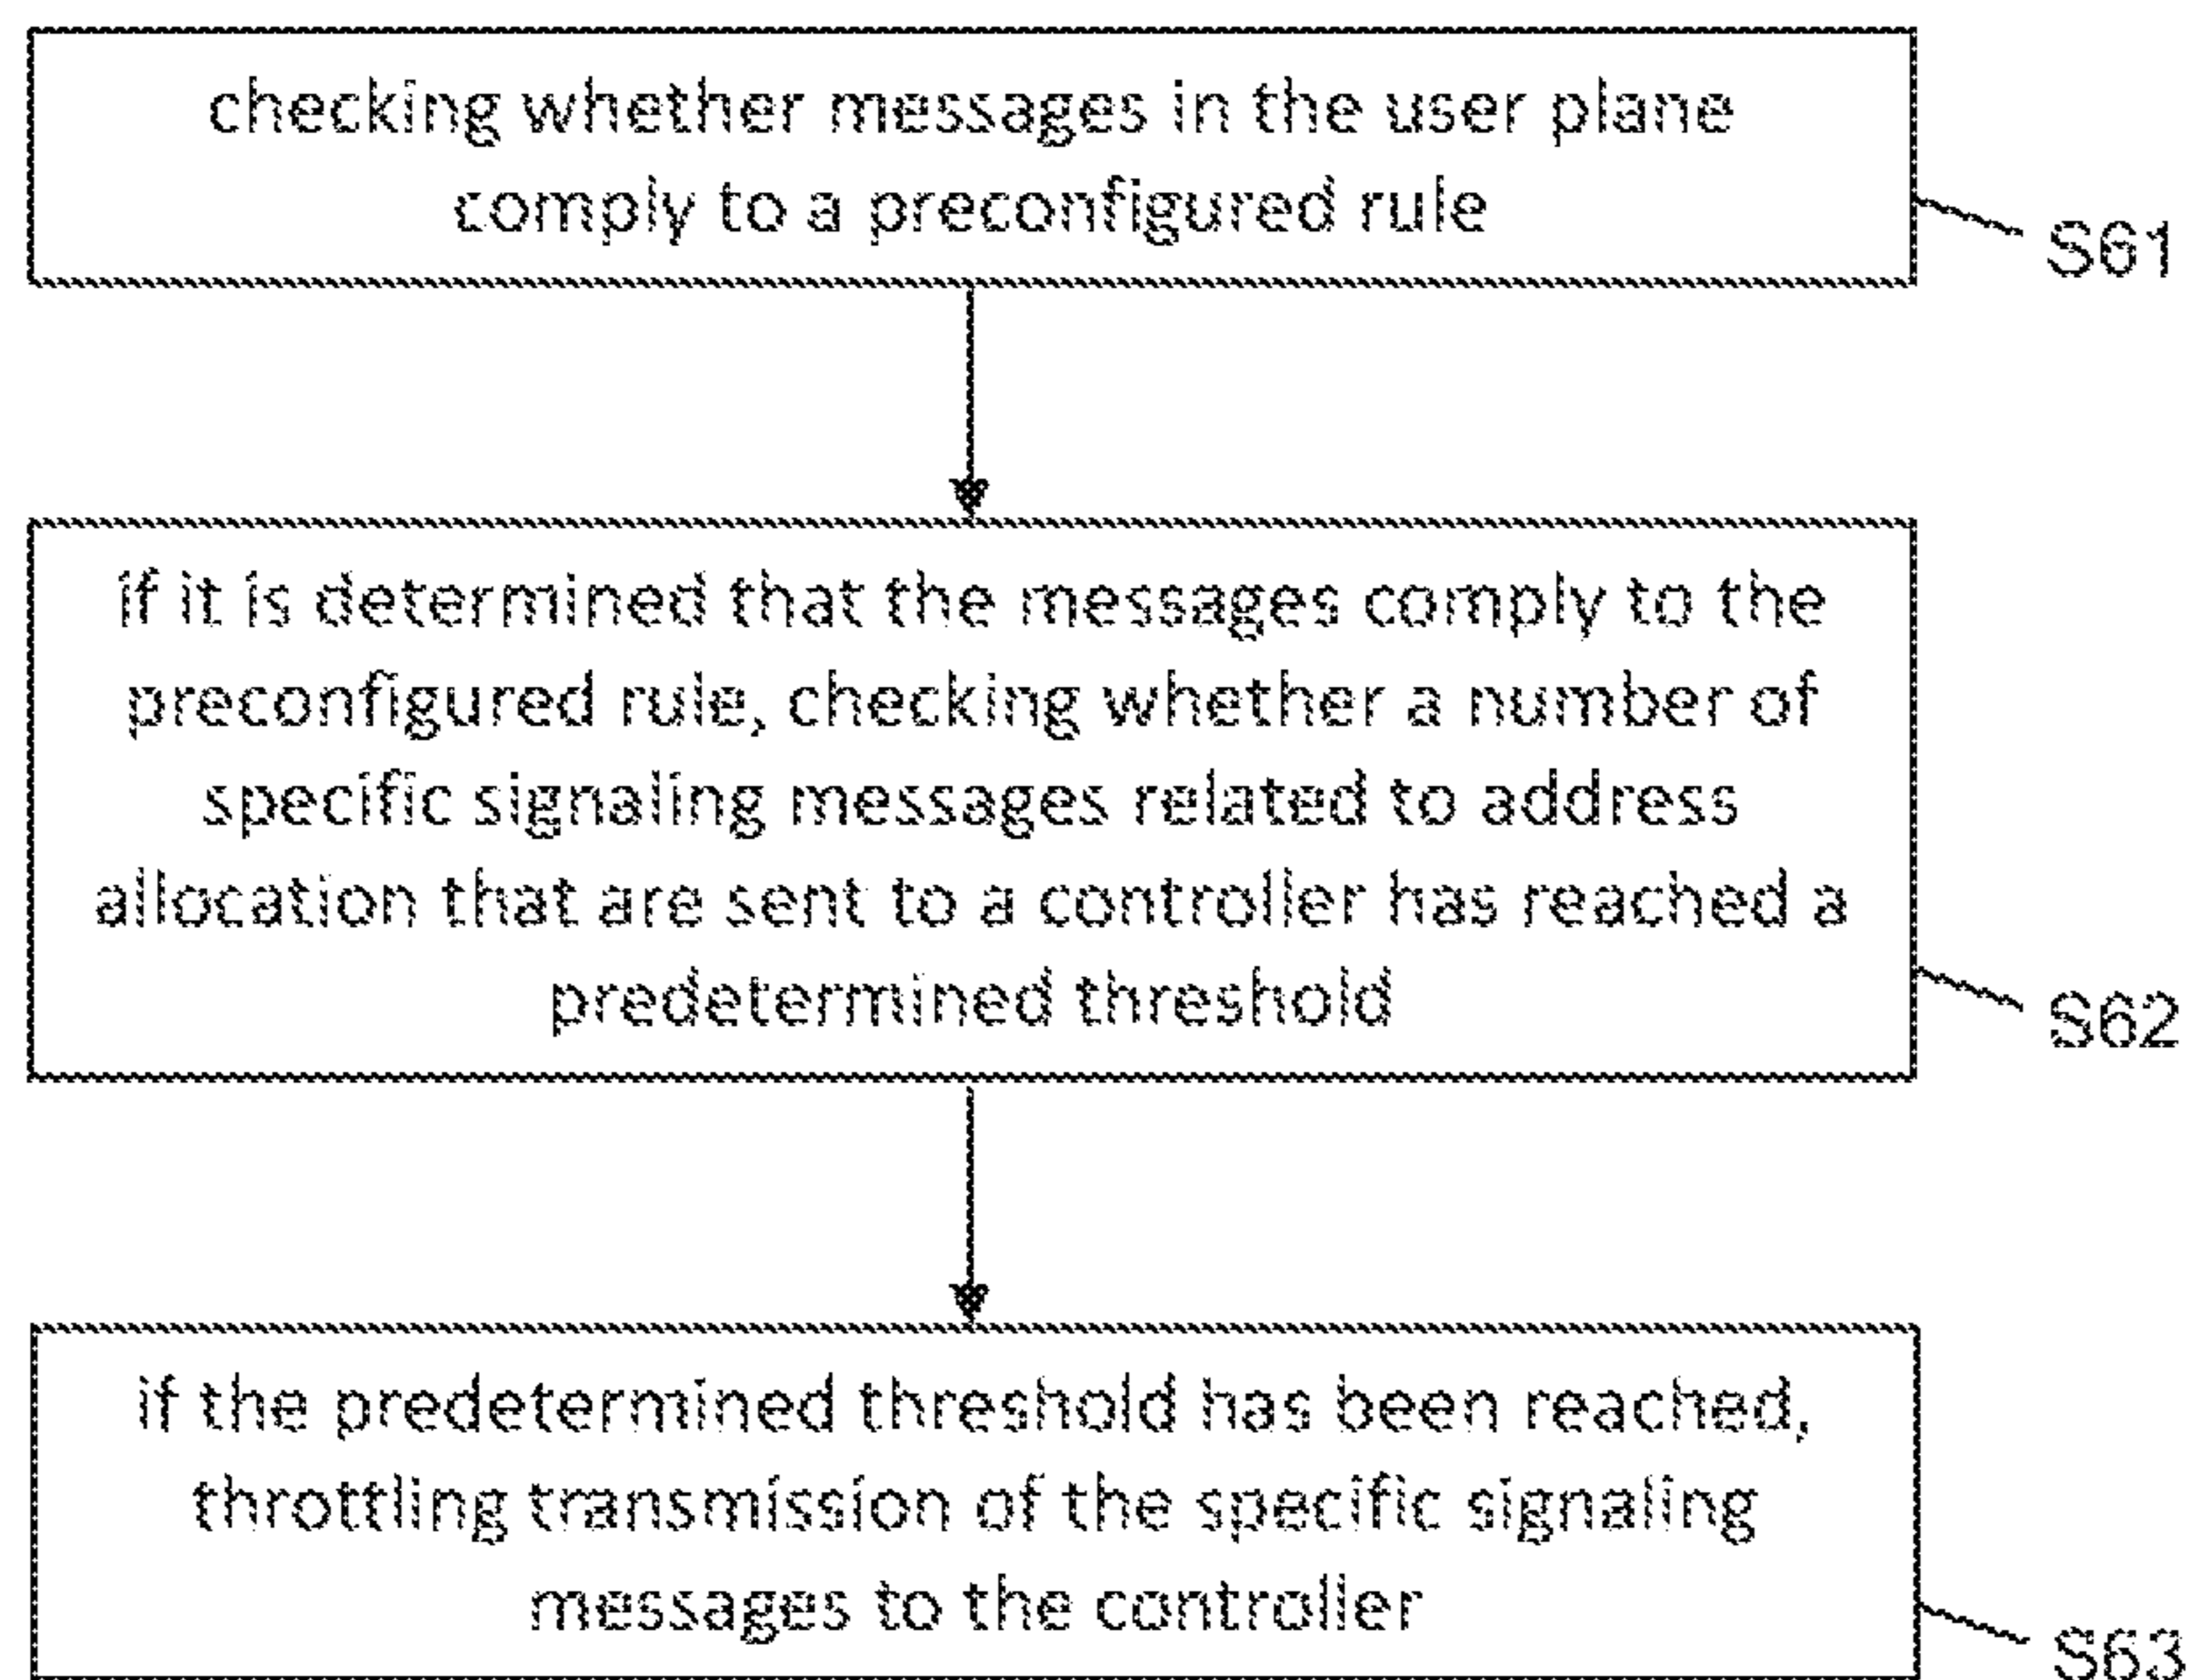 checking whether messages in the user plane
comply to a preconfigured rule
S61
if it is determined that the messages comply to the
preconfigured rule, checking whether a number of
specific signaling messages related to address
allocation that are sent to a controller has reached a
predetermined threshold
S62
if the predetermined threshold has been reached,
throttling transmission of the specific signaling
messages to the controller
S63